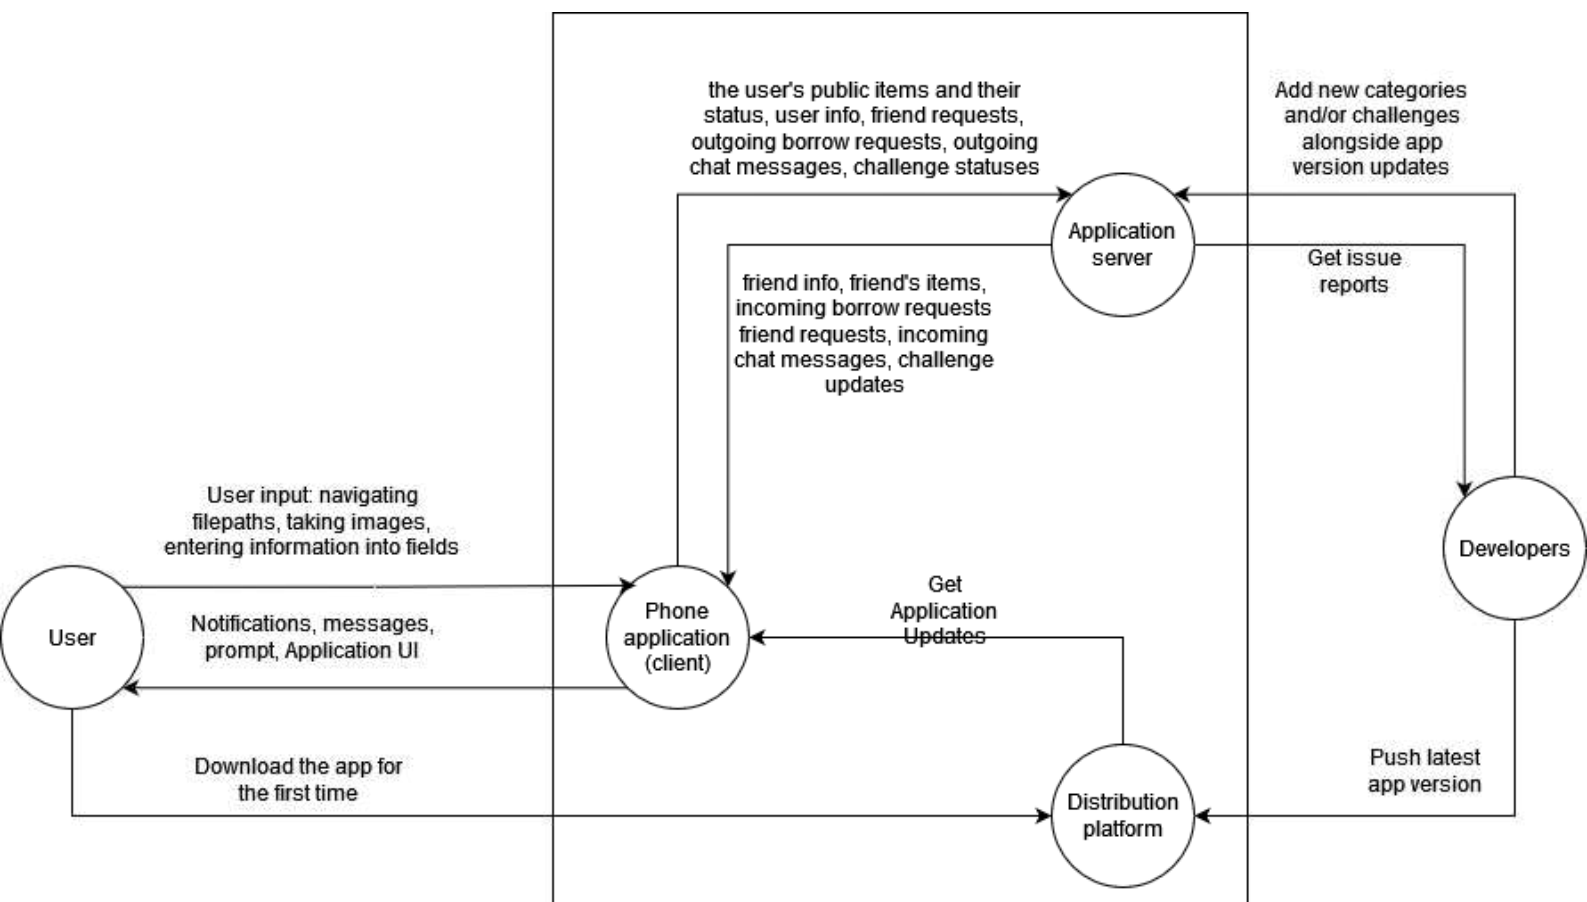 the user's public items and their
status, user info, friend requests,
outgoing borrow requests, outgoing
chat messages, challenge statuses
Add new categories
and/or challenges
alongside app
version updates
Application
server
Get issue
reports
friend info, friend's items,
incoming borrow requests
friend requests, incoming
chat messages, challenge
updates
User input: navigating
filepaths, taking images,
entering information into fields
Developers
User
Notifications, messages,
prompt, Application UI
Phone
application
(client)
Get
Application
Updates
Download the app for
the first time
Distribution
platform
Push latest
app version